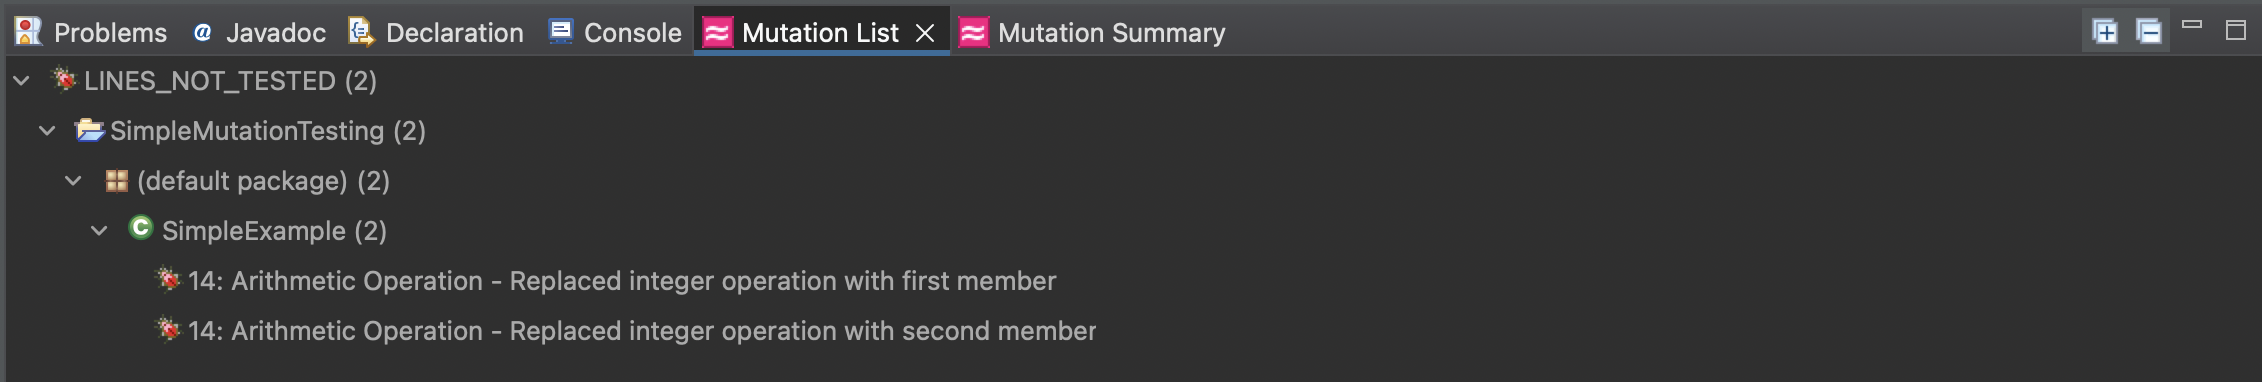 Problems @ Javadoc Declaration Console Mutation List Mutation Summary
LINES_NOT_TESTED (2)
SimpleMutationTesting (2)
(default package) (2)
C SimpleExample (2)
14: Arithmetic Operation - Replaced integer operation with first member
14: Arithmetic Operation - Replaced integer operation with second member